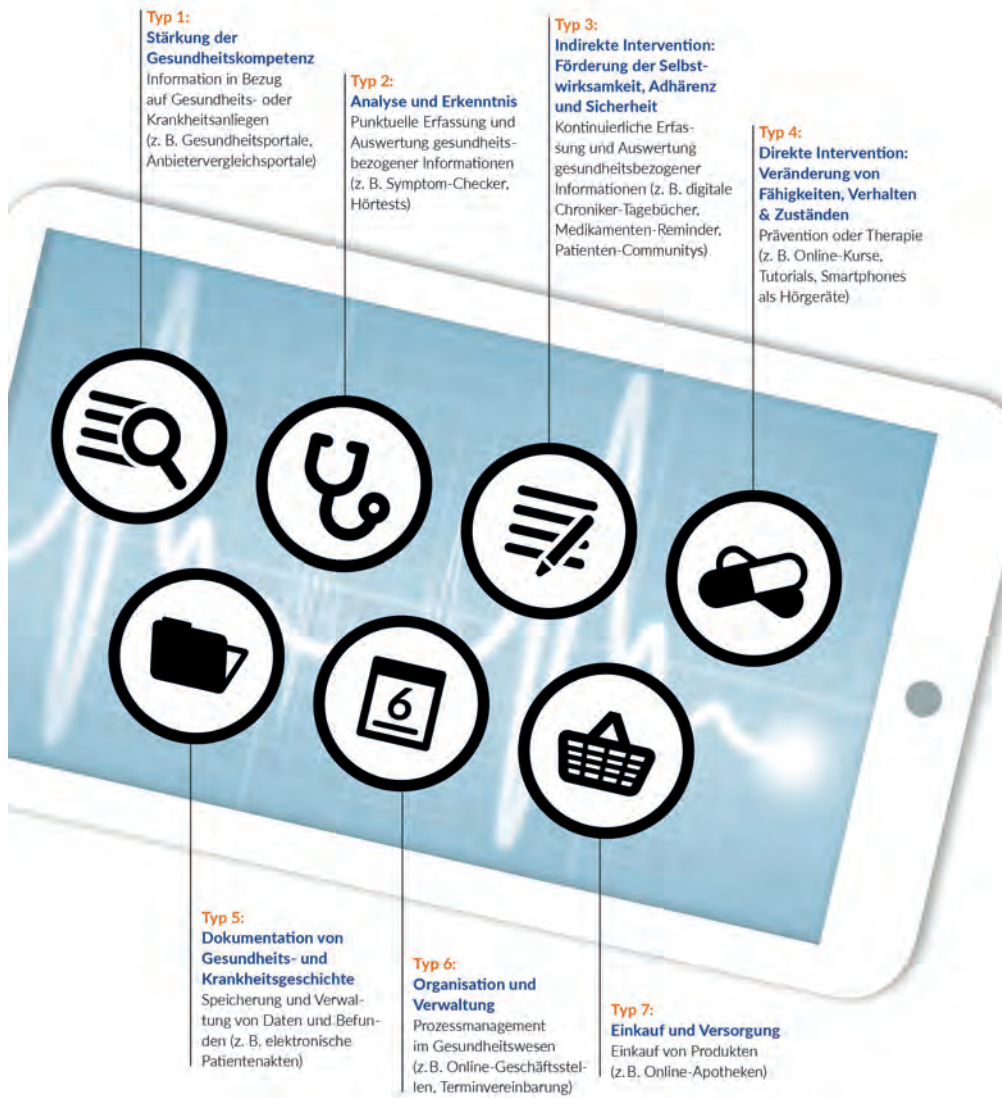 Typ 1:
Stärkung der
Gesundheitskompetenz
Information in Bezug
auf Gesundheits- oder
Krankheitsanliegen
(z. B. Gesundheitsportale,
Anbietervergleichsportale)
Typ 2:
Analyse und Erkenntnis
Punktuelle Erfassung und
Auswertung gesundheits-
bezogener Informationen
(z. B. Symptom-Checker,
Hörtests)
Typ 3:
Indirekte Intervention:
Förderung der Selbst-
wirksamkeit, Adhärenz
und Sicherheit
Kontinuierliche Erfas-
sung und Auswertung
gesundheitsbezogener
Informationen (z. B. digitale
Chroniker-Tagebücher,
Medikamenten-Reminder,
Patienten-Communitys)
Typ 4:
Direkte Intervention:
Veränderung von
Fähigkeiten, Verhalten
& Zuständen
Prävention oder Therapie
(z. B. Online-Kurse,
Tutorials, Smartphones
als Hörgeräte)
6
Typ 5:
Dokumentation von
Gesundheits- und
Krankheitsgeschichte
Speicherung und Verwal-
tung von Daten und Befun-
den (z. B. elektronische
Patientenakten)
Typ 6:
Organisation und
Verwaltung
Prozessmanagement
im Gesundheitswesen
(z. B. Online-Geschäftsstel-
len, Terminvereinbarung)
Typ 7:
Einkauf und Versorgung
Einkauf von Produkten
(z. B. Online-Apotheken)